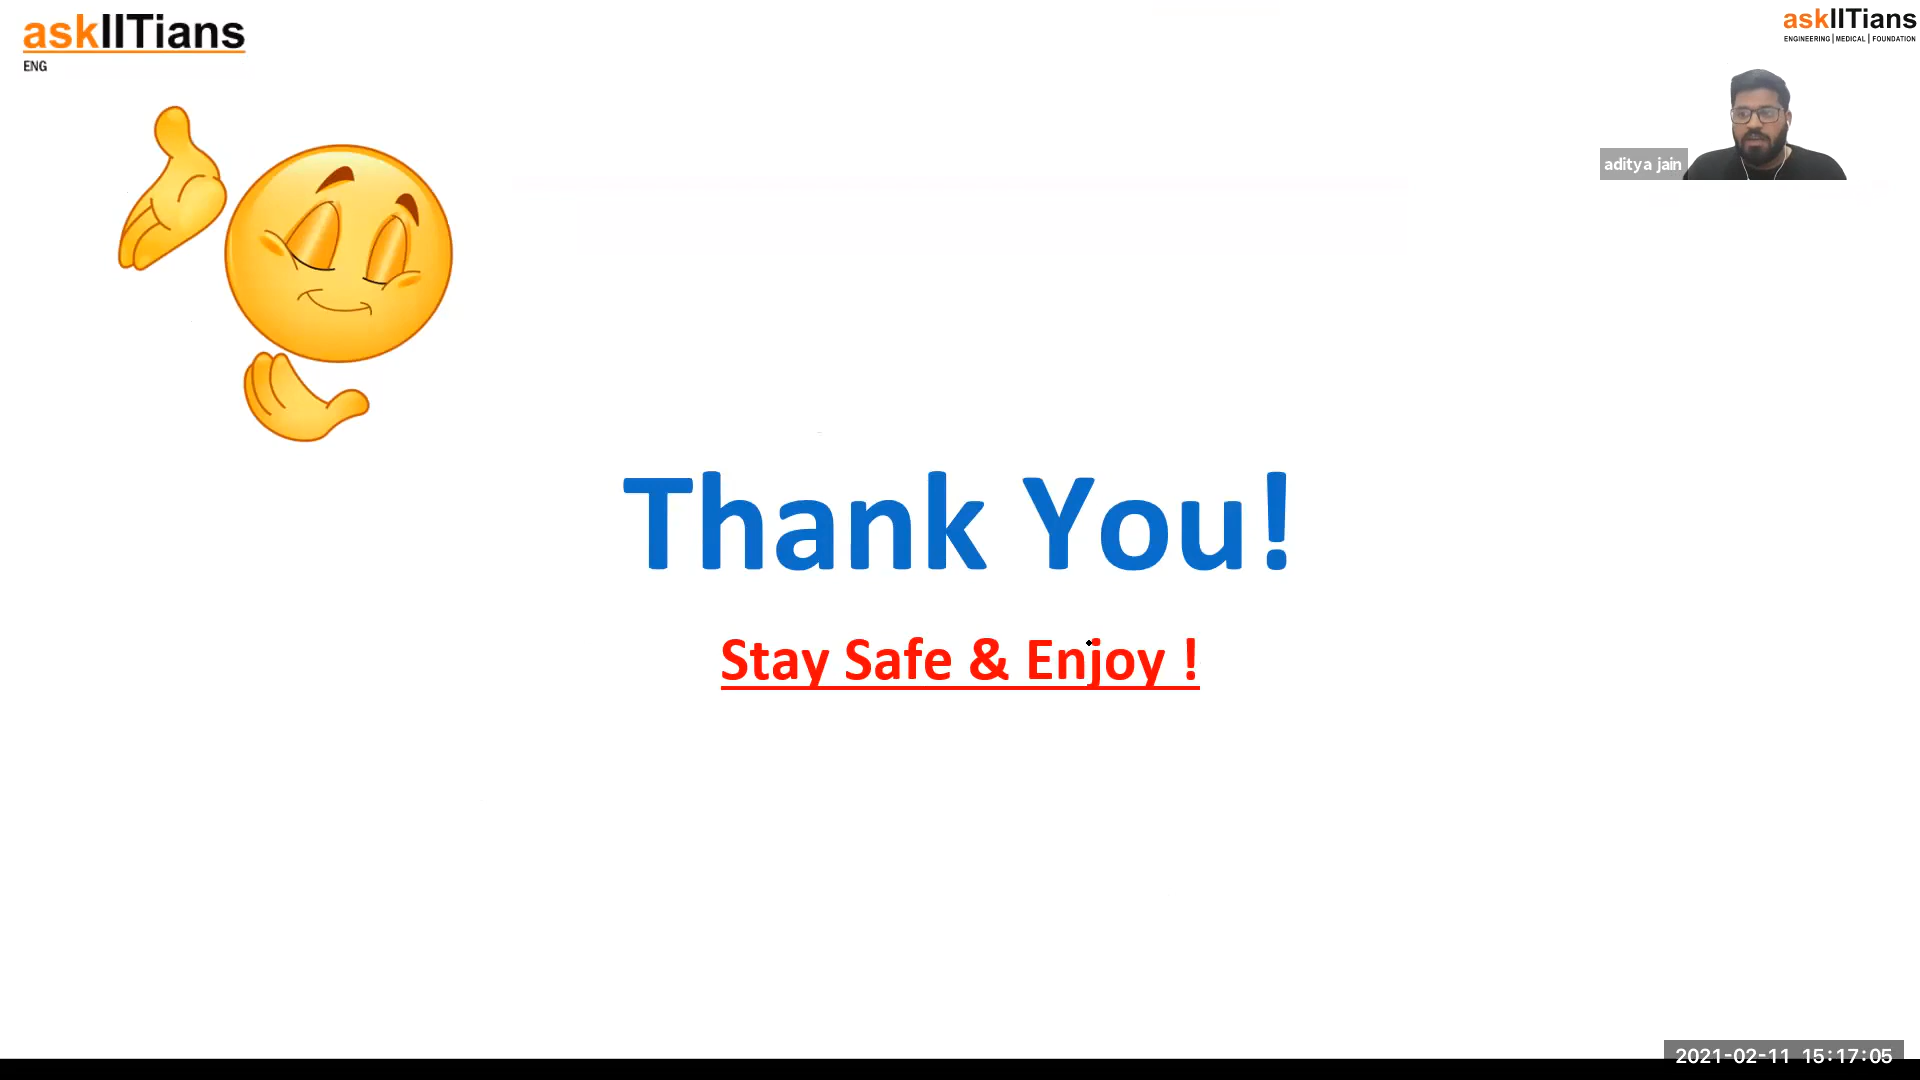 askIITians
ENG
askIITians
ENGINEERING | MEDICAL | FOUNDATION
aditya jain
Thank You!
Stay Safe & Enjoy !
2021-02-11 15:17:05